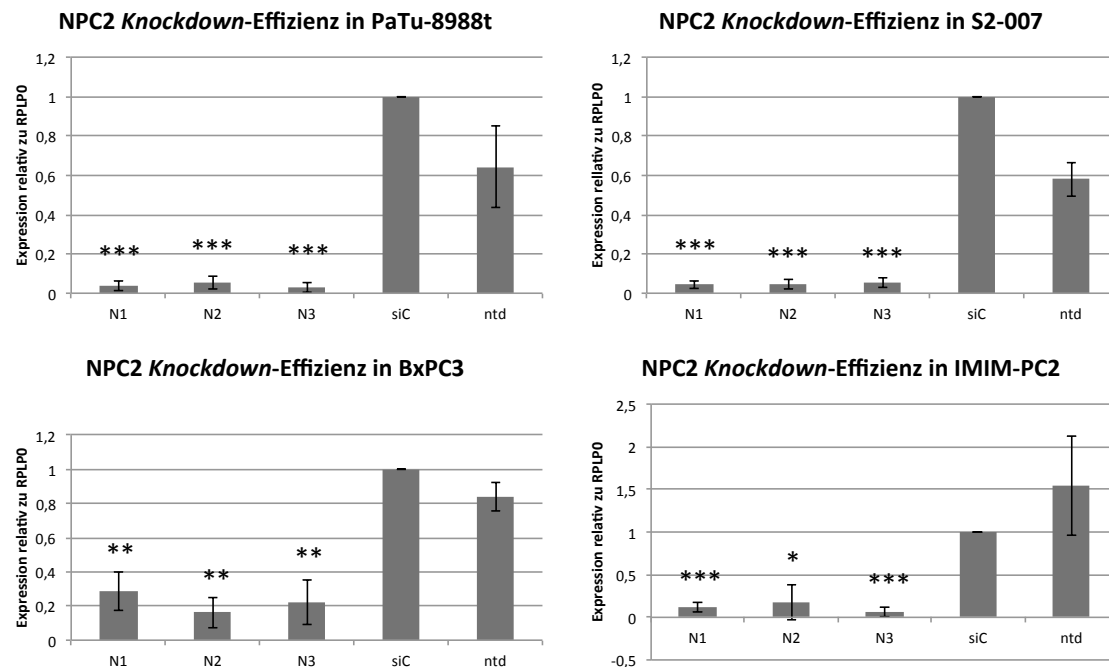 NPC2 Knockdown-Effizienz in PaTu-8988t
Expression relativ zu RPLP0
1,2
1
0,8
0,6
0,4
0,2
0
***
***
***
N1
N2
N3
siC
ntd
NPC2 Knockdown-Effizienz in S2-007
Expression relativ zu RPLP0
1,2
1
0,8
0,6
0,4
0,2
0
***
***
***
N1
N2
N3
siC
ntd
NPC2 Knockdown-Effizienz in BxPC3
Expression relativ zu RPLP0
1,2
1
0,8
0,6
0,4
0,2
0
**
**
**
N1
N2
N3
siC
ntd
NPC2 Knockdown-Effizienz in IMIM-PC2
Expression relativ zu RPLP0
2,5
2
1,5
1
0,5
0
-0,5
***
*
***
N1
N2
N3
siC
ntd